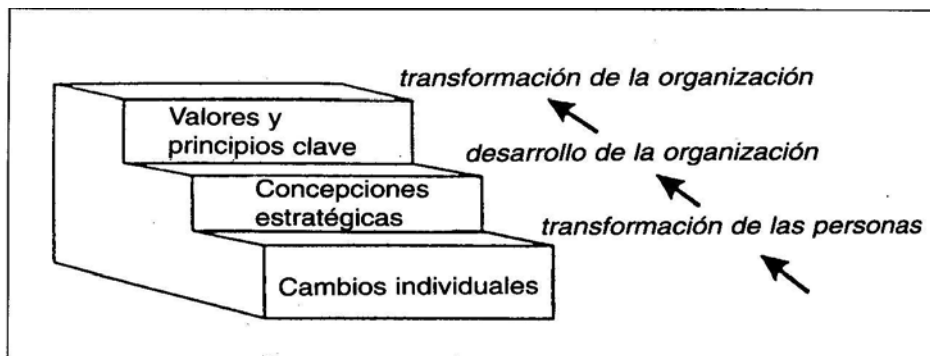 transformación de la organización
Valores y
principios clave
desarrollo de la organización
Concepciones
estratégicas
transformación de las personas
Cambios individuales